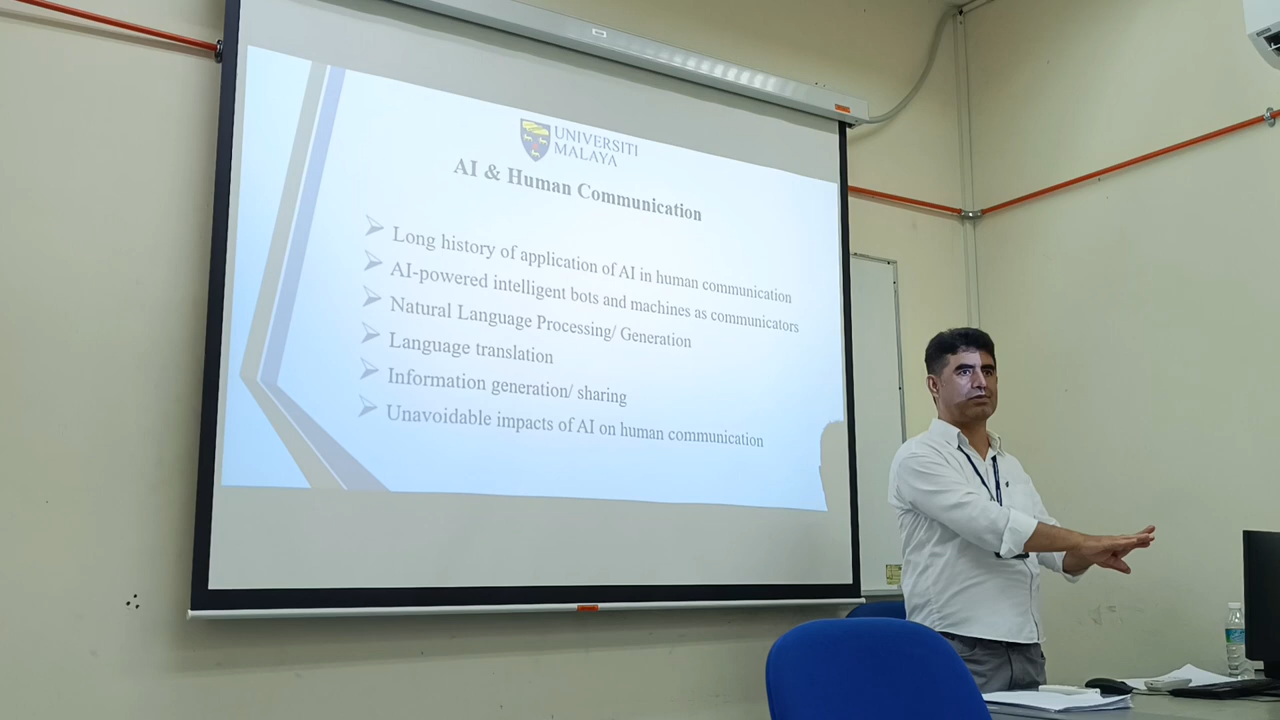 UNIVERSITI
MALAYA
AI & Human Communication
Long history of application of AI in human communication
AI-powered intelligent bots and machines as communicators
Natural Language Processing/ Generation
Language translation
Information generation/ sharing
Unavoidable impacts of AI on human communication